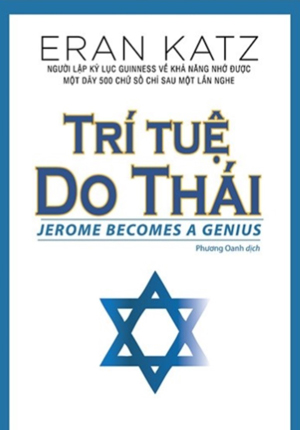 ERAN KATZ
NGƯỜI LẬP KỶ LỤC GUINNESS VỀ KHẢ NĂNG NHỚ ĐƯỢC
MỘT DÃY 500 CHỮ SỐ CHỈ SAU MỘT LẦN NGHE
TRÍ TUỆ
DO THÁI
JEROME BECOMES A GENIUS
Phương Oanh dịch